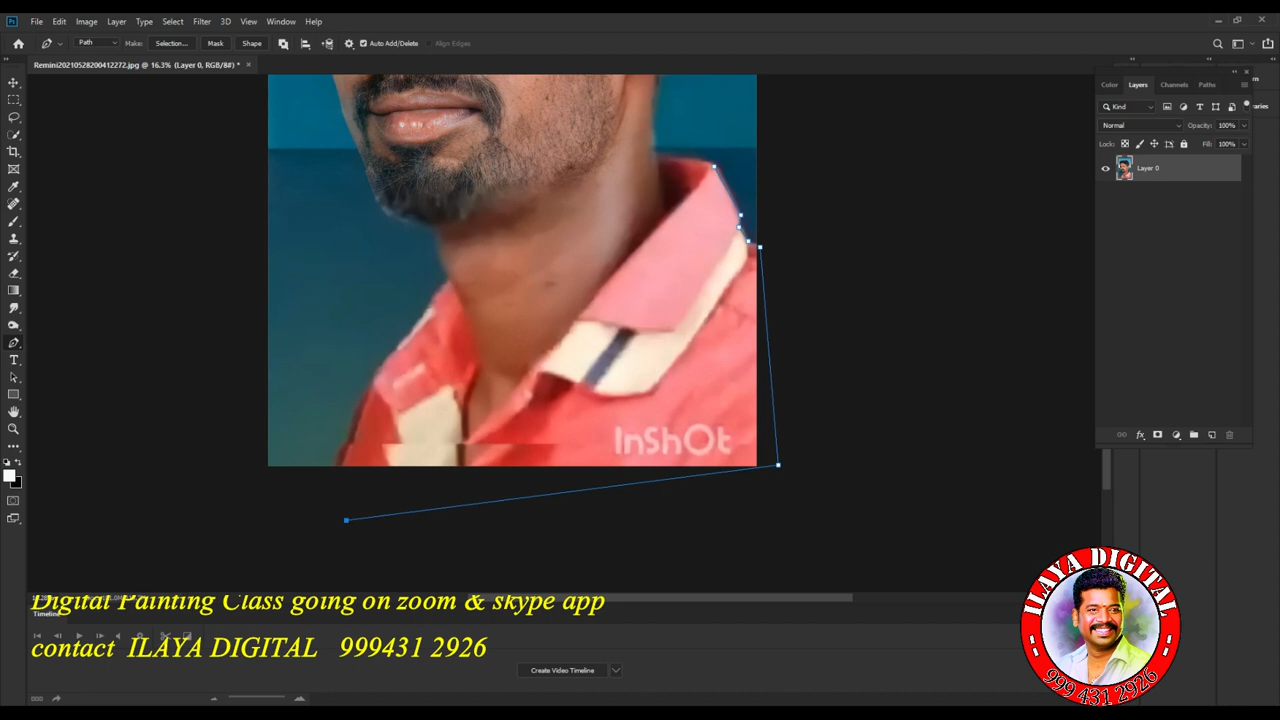 Ps File Edit Image Layer Type Select Filter 3D View Window Help
Path Make: Selection... Mask Shape Auto Add/Delete Align Edges
Remini20210528200412272.jpg @ 16.3% (Layer 0, RGB/8#) * ×
Color Layers Channels Paths
Kind
Normal Opacity: 100%
Lock: Fill: 100%
Layer 0
InShOt
Digital Painting Class going on zoom & skype app
Timeline
contact ILAYA DIGITAL 999431 2926
Create Video Timeline
ILAYA DIGITAL
999 431 2926